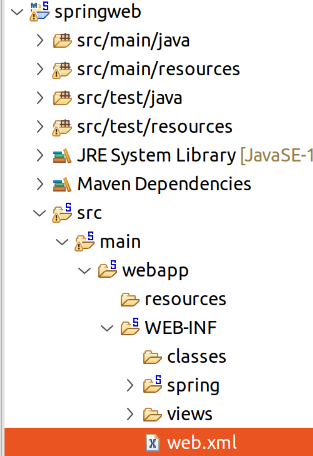 springweb
src/main/java
src/main/resources
src/test/java
src/test/resources
JRE System Library [JavaSE-1
Maven Dependencies
src
main
webapp
resources
WEB-INF
classes
spring
views
web.xml